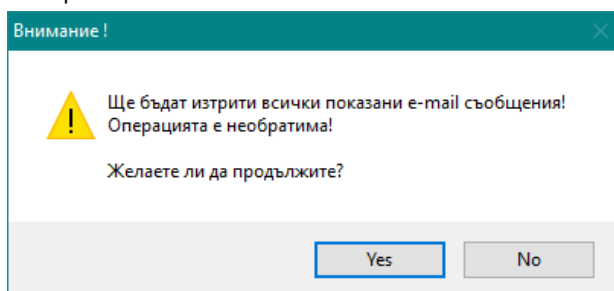 Внимание !
Ще бъдат изтрити всички показани e-mail съобщения!
Операцията е необратима!
Желаете ли да продължите?
Yes
No